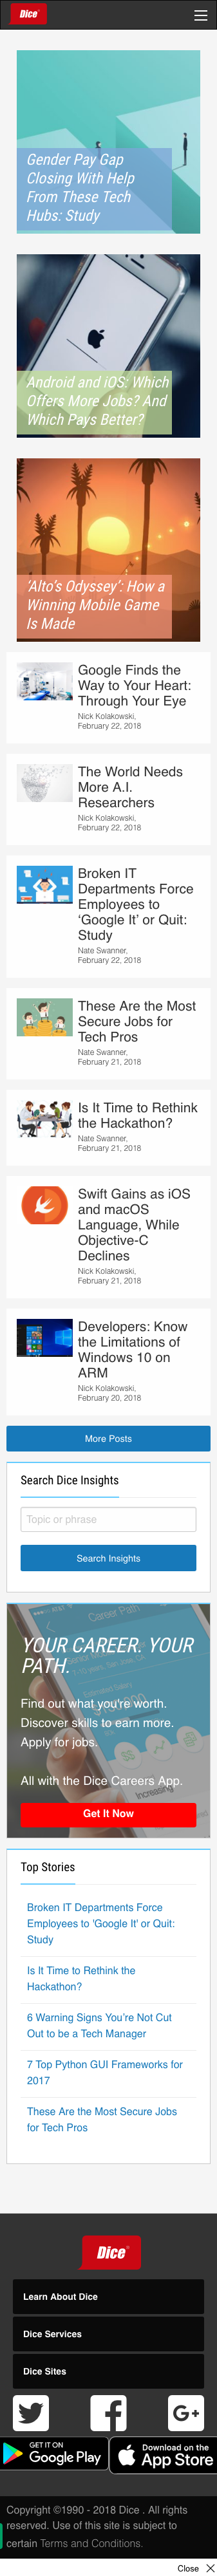 Dice
Gender Pay Gap
Closing With Help
From These Tech
Hubs: Study
Android and iOS: Which
Offers More Jobs? And
Which Pays Better?
'Alto's Odyssey': How a
Winning Mobile Game
Is Made
Google Finds the
Way to Your Heart:
Through Your Eye
Nick Kolakowski,
February 22, 2018
The World Needs
More A.I.
Researchers
Nick Kolakowski,
February 22, 2018
Broken IT
Departments Force
Employees to
‘Google It’ or Quit:
Study
Nate Swanner,
February 22, 2018
These Are the Most
Secure Jobs for
Tech Pros
Nate Swanner,
February 21, 2018
Is It Time to Rethink
the Hackathon?
Nate Swanner,
February 21, 2018
Swift Gains as iOS
and macOS
Language, While
Objective-C
Declines
Nick Kolakowski,
February 21, 2018
Developers: Know
the Limitations of
Windows 10 on
ARM
Nick Kolakowski,
February 20, 2018
More Posts
Search Dice Insights
Topic or phrase
Search Insights
Career Path
YOUR CAREER. YOUR
PATH.
Find out what you're worth.
Discover skills to earn more.
Apply for jobs.
All with the Dice Careers App.
Increasing
Get It Now
Top Stories
Broken IT Departments Force
Employees to 'Google It' or Quit:
Study
Is It Time to Rethink the
Hackathon?
6 Warning Signs You’re Not Cut
Out to be a Tech Manager
7 Top Python GUI Frameworks for
2017
These Are the Most Secure Jobs
for Tech Pros
Dice
Learn About Dice
Dice Services
Dice Sites
GET IT ON
Google Play
Download on the
App Store
Copyright ©1990 - 2018 Dice . All rights
reserved. Use of this site is subject to
certain Terms and Conditions.
Close